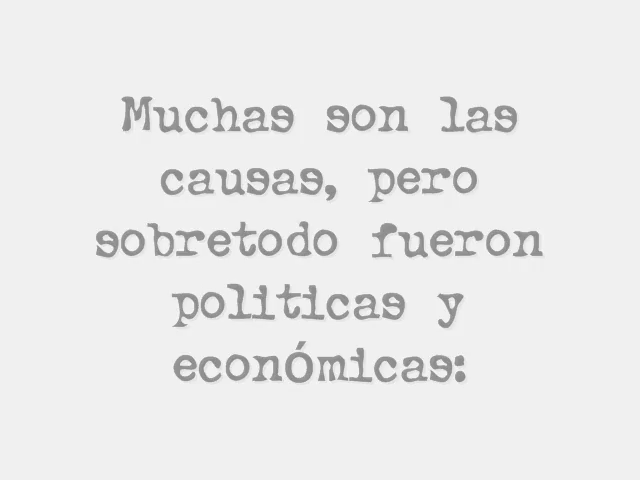 Muchas son las
causas, pero
sobretodo fueron
politicas y
económicas: